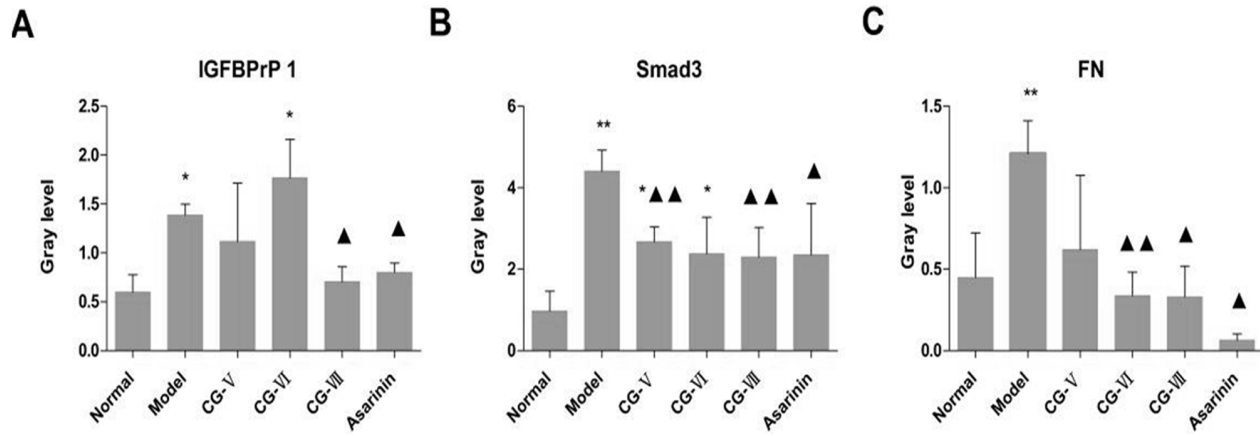 A
IGFBPrP 1
Gray level
2.5
2.0
1.5
1.0
0.5
0.0
*
*
▲
▲
Normal
Model
CG-Ⅴ
CG-Ⅵ
CG-Ⅶ
Asarinin
B
Smad3
Gray level
6
4
2
0
**
*▲▲
*
▲▲
▲
Normal
Model
CG-Ⅴ
CG-Ⅵ
CG-Ⅶ
Asarinin
C
FN
Gray level
1.5
1.0
0.5
0.0
**
▲▲
▲
▲
Normal
Model
CG-Ⅴ
CG-Ⅵ
CG-Ⅶ
Asarinin